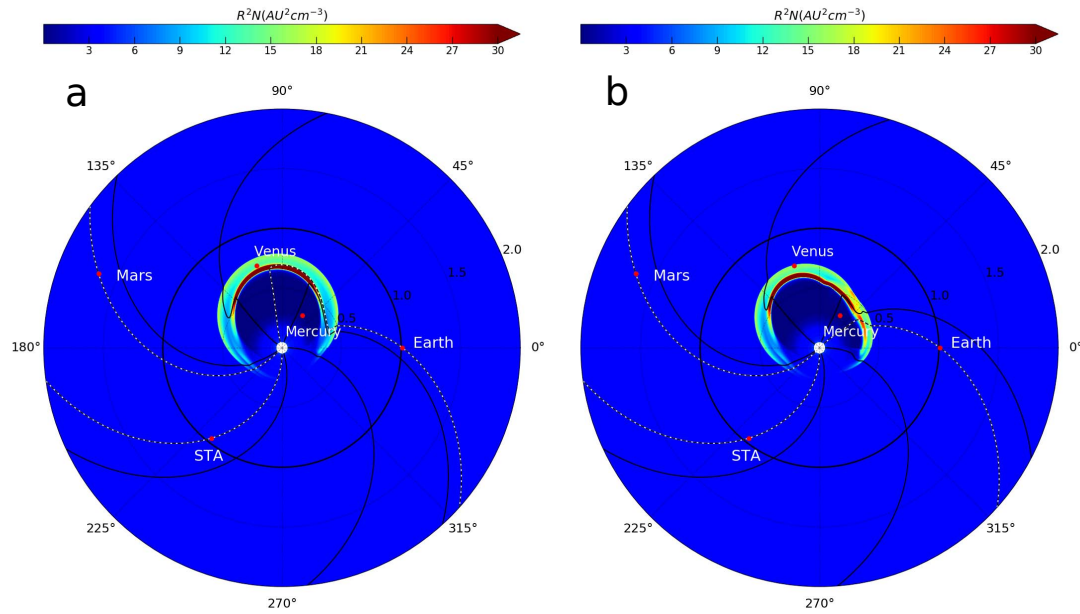 R²N(AU²cm⁻³)
3 6 9 12 15 18 21 24 27 30
a
90°
135°
45°
2.0
Venus
1.5
Mars
1.0
0.5
Mercury
180°
Earth
0°
STA
225°
315°
270°
R²N(AU²cm⁻³)
3 6 9 12 15 18 21 24 27 30
b
90°
135°
45°
2.0
Venus
1.5
Mars
1.0
0.5
Mercury
180°
Earth
0°
STA
225°
315°
270°